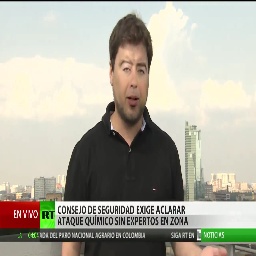 CONSEJO DE SEGURIDAD EXIGE ACLARAR
EN VIVO RT ATAQUE QUÍMICO SIN EXPERTOS EN ZONA
DEL PARO NACIONAL AGRARIO EN COLOMBIA SIGA RT EN NOTICIAS